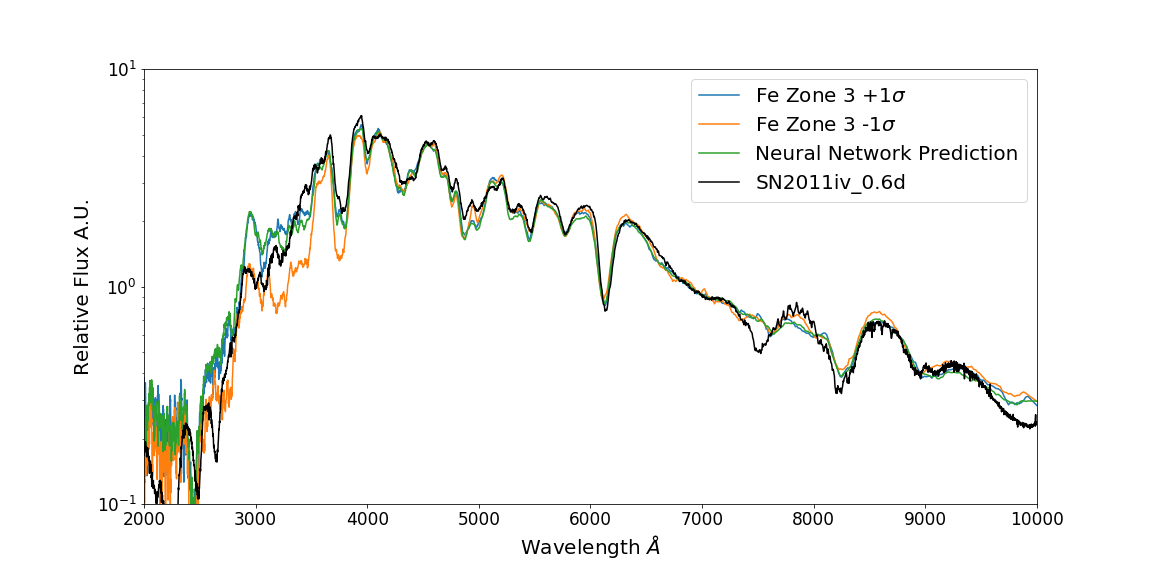 Fe Zone 3 +1σ
Fe Zone 3 -1σ
Neural Network Prediction
SN2011iv_0.6d
Relative Flux A.U.
10¹
10⁰
10⁻¹
2000 3000 4000 5000 6000 7000 8000 9000 10000
Wavelength Å